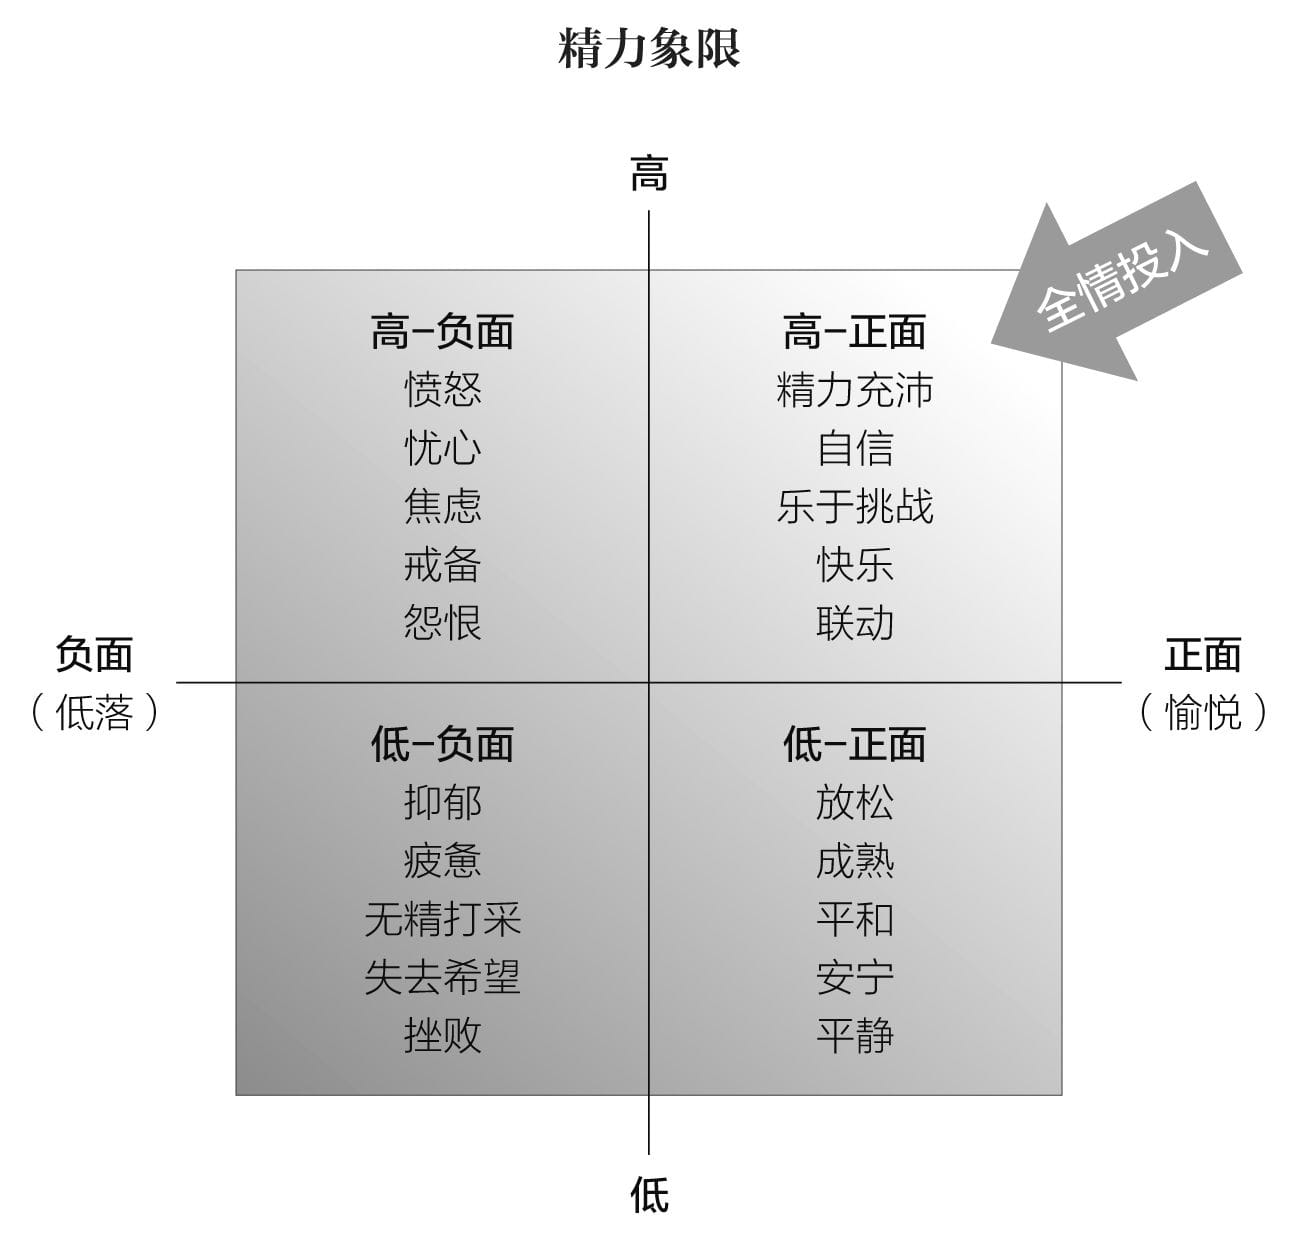 精力象限
高
全情投入
高–负面
愤怒
忧心
焦虑
戒备
怨恨
高–正面
精力充沛
自信
乐于挑战
快乐
联动
负面
（低落）
正面
（愉悦）
低–负面
抑郁
疲惫
无精打采
失去希望
挫败
低–正面
放松
成熟
平和
安宁
平静
低